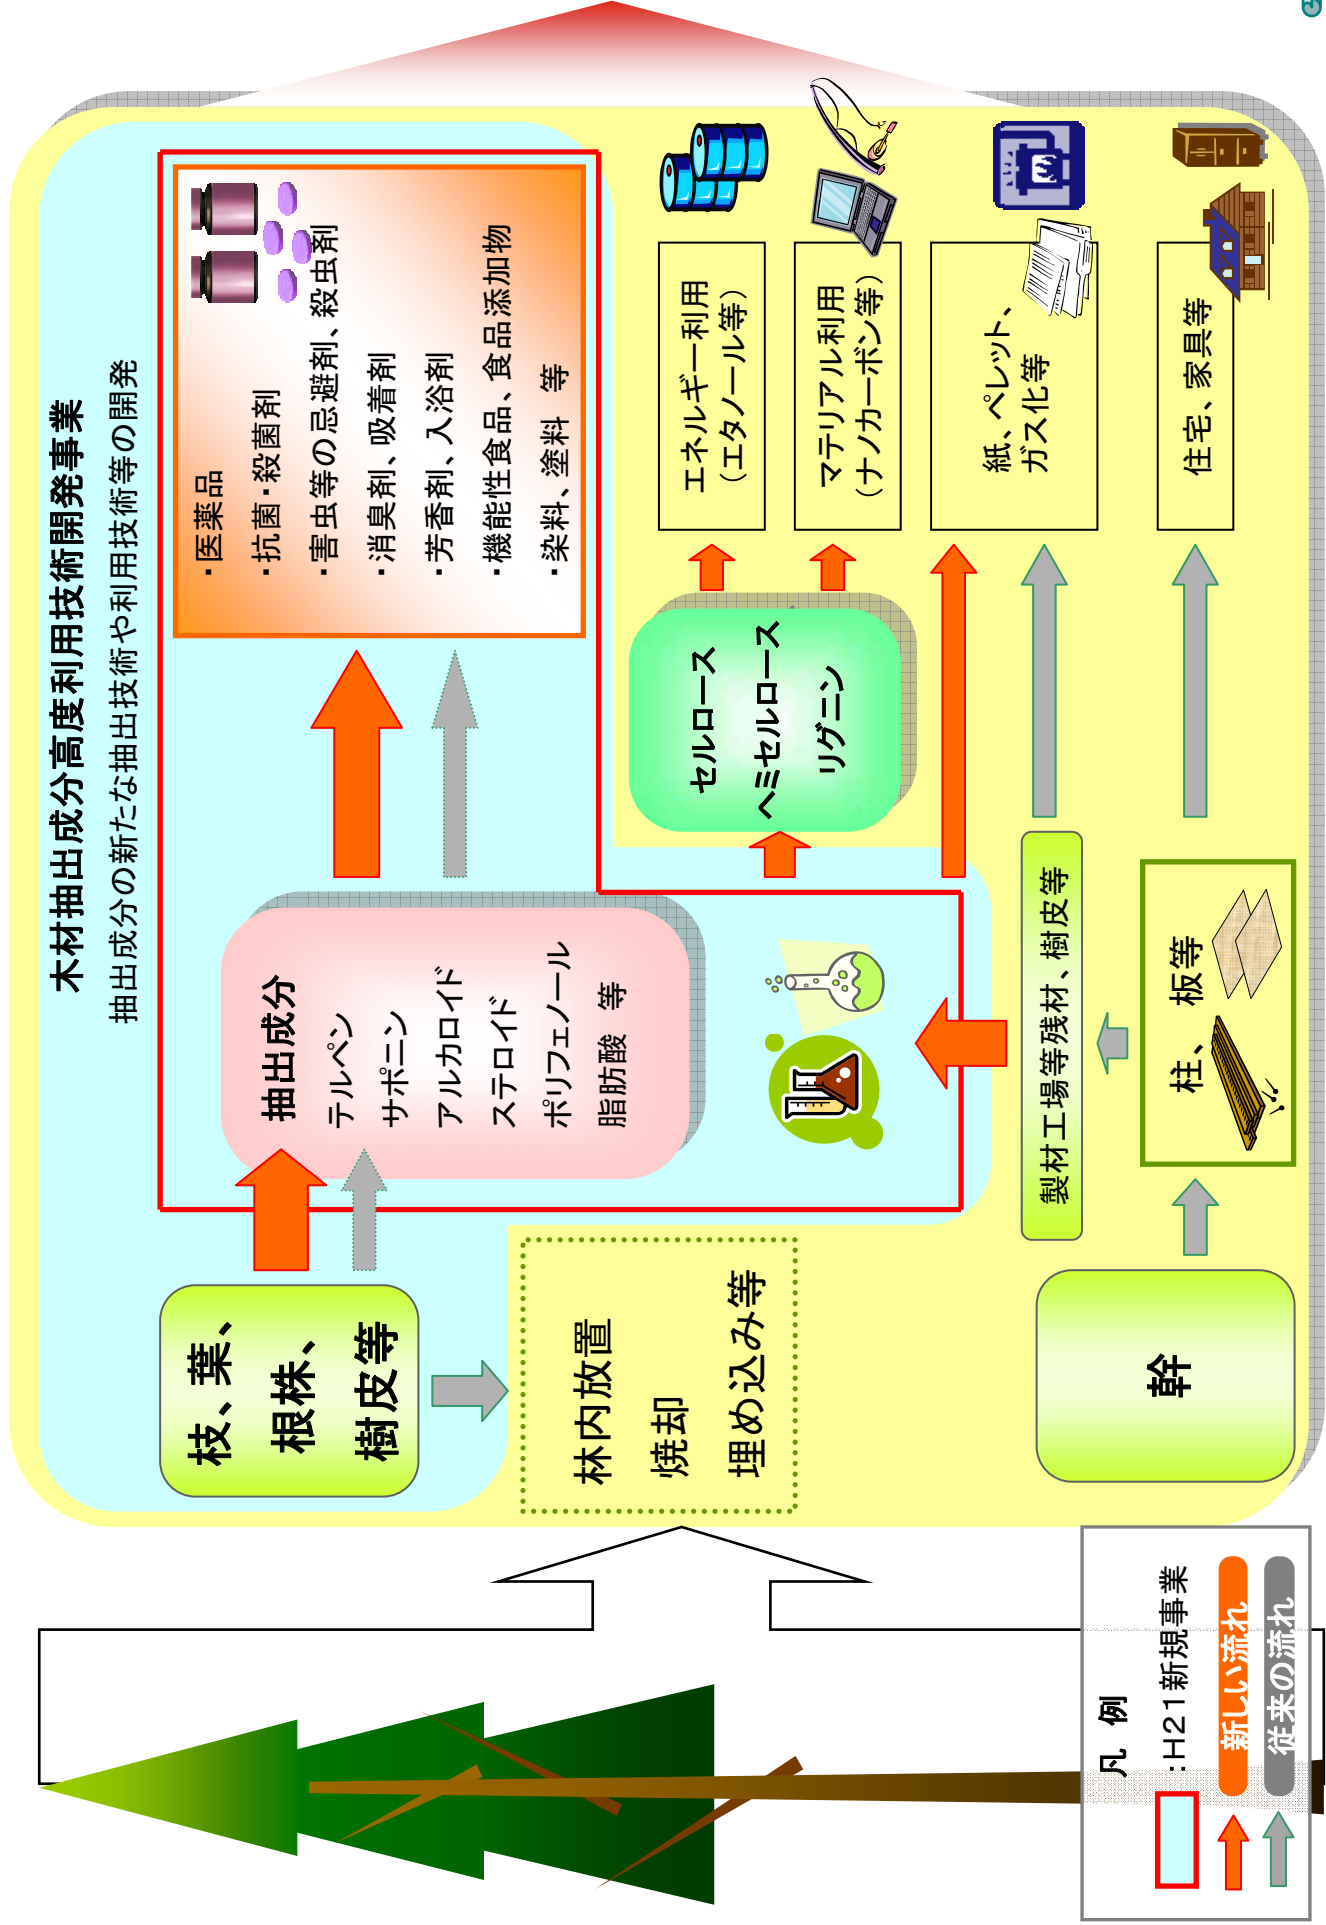 木材抽出成分高度利用技術開発事業
抽出成分の新たな抽出技術や利用技術等の開発
枝、葉、
根株、
樹皮等
抽出成分
テルペン
サポニン
アルカロイド
ステロイド
ポリフェノール
脂肪酸 等
・医薬品
・抗菌・殺菌剤
・害虫等の忌避剤、殺虫剤
・消臭剤、吸着剤
・芳香剤、入浴剤
・機能性食品、食品添加物
・染料、塗料 等
林内放置
焼却
埋め込み等
セルロース
ヘミセルロース
リグニン
エネルギー利用
（エタノール等）
マテリアル利用
（ナノカーボン等）
紙、ペレット、
ガス化等
製材工場等残材、樹皮等
幹
柱、 板等
住宅、家具等
凡 例
：H21新規事業
新しい流れ
従来の流れ